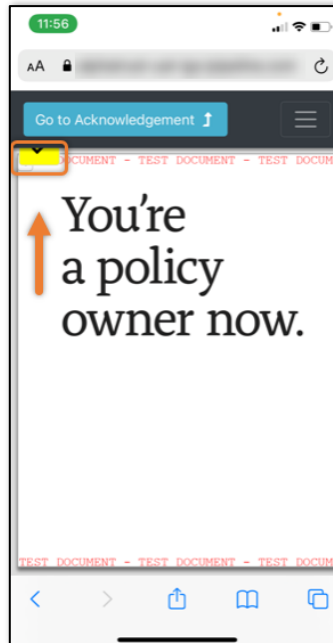 11:56
AA
Go to Acknowledgement
DOCUMENT - TEST DOCUMENT - TEST DOCUM
You're
a policy
owner now.
TEST DOCUMENT - TEST DOCUMENT - TEST DOCUM